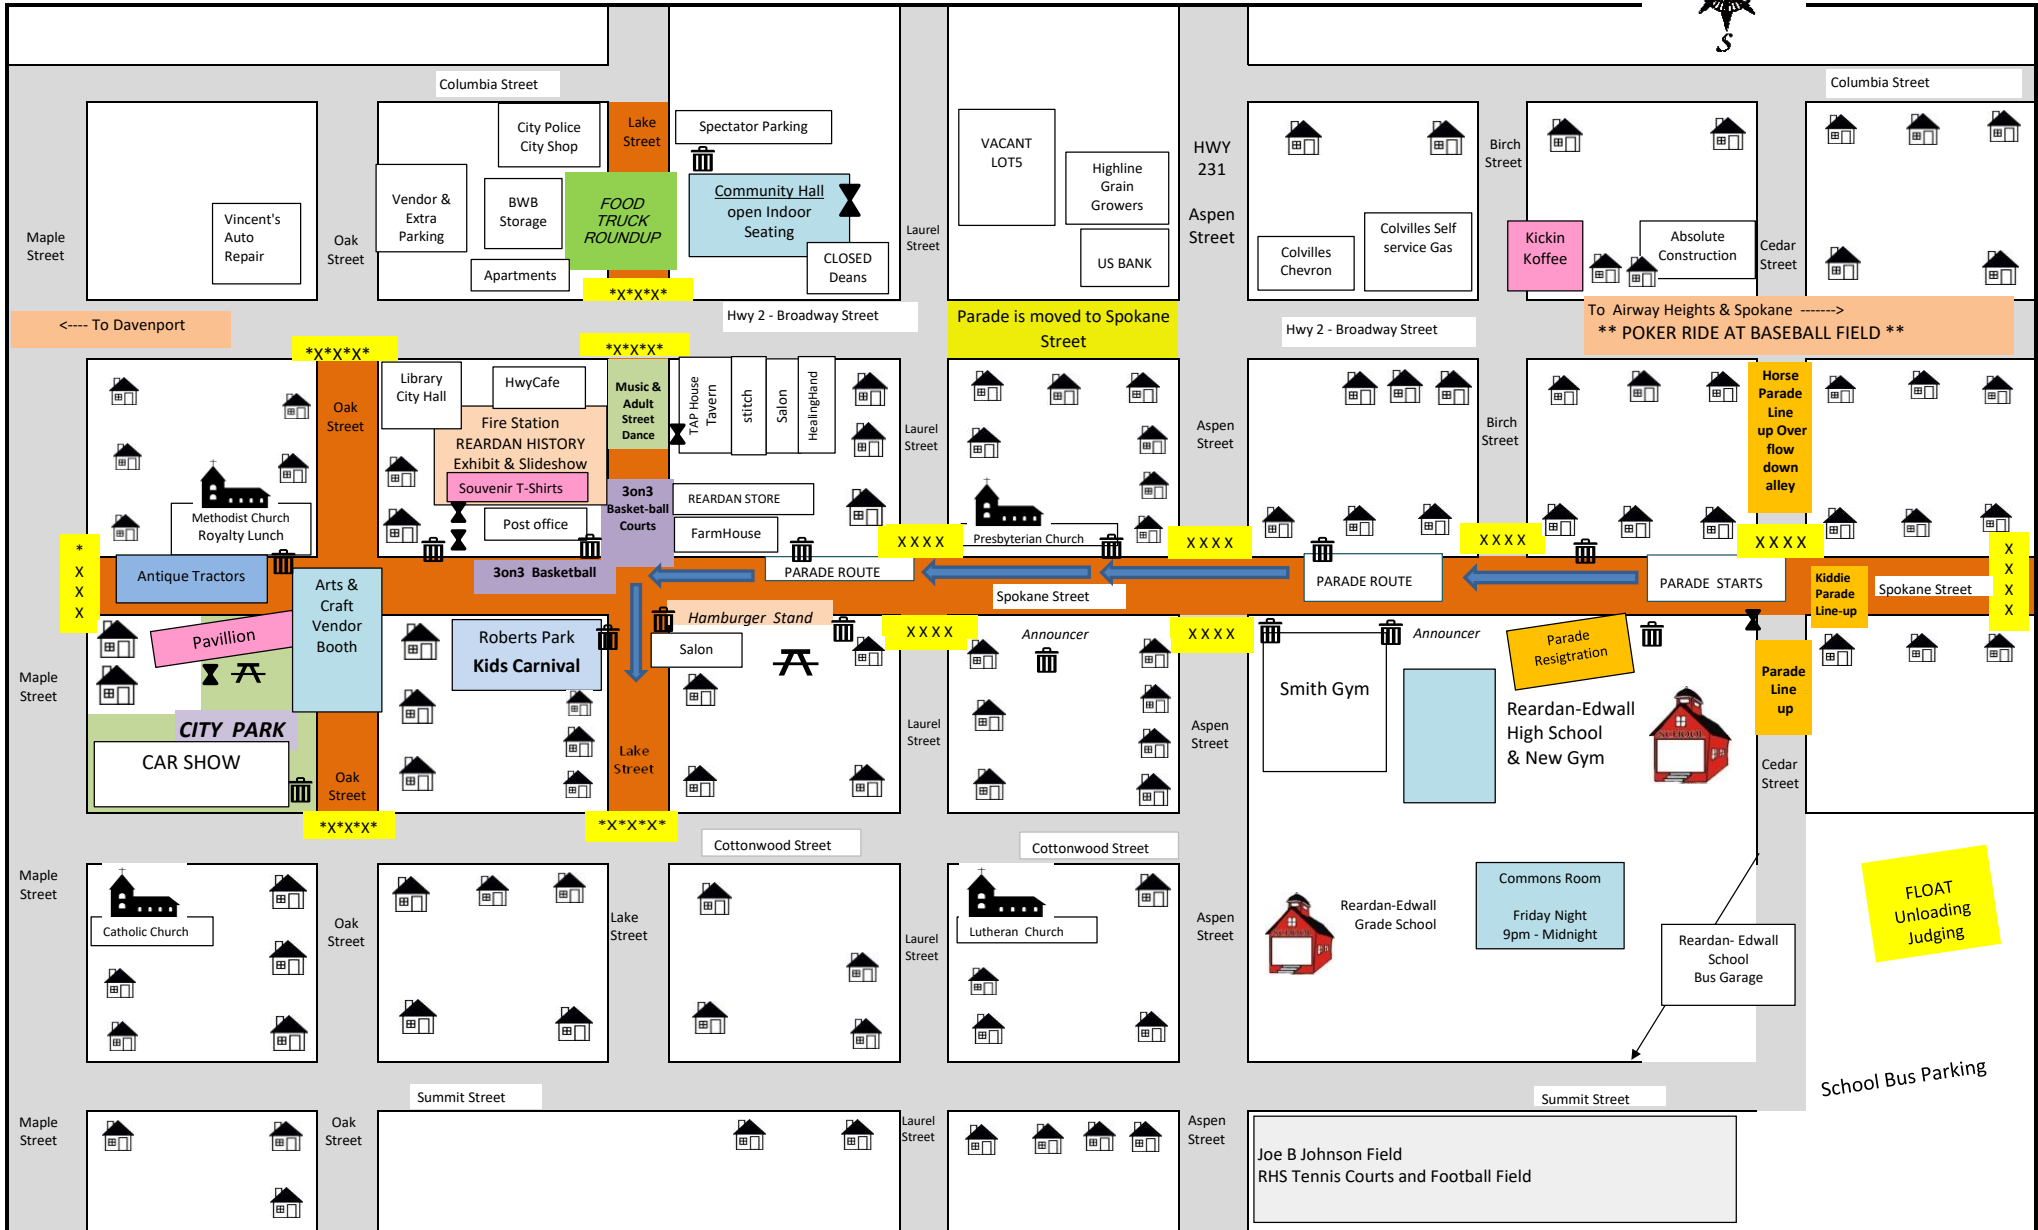 S
Columbia Street
Columbia Street
City Police
City Shop
Lake
Street
Spectator Parking
VACANT
LOT5
HWY
231
Aspen
Street
Birch
Street
Highline
Grain
Growers
US BANK
Maple
Street
Vincent's
Auto
Repair
Oak
Street
Vendor &
Extra
Parking
BWB
Storage
Apartments
FOOD
TRUCK
ROUNDUP
Community Hall
open Indoor
Seating
CLOSED
Deans
Laurel
Street
Colvilles
Chevron
Colvilles Self
service Gas
Kickin
Koffee
Absolute
Construction
Cedar
Street
*X*X*X*
<---- To Davenport
Hwy 2 - Broadway Street
Parade is moved to Spokane
Street
Hwy 2 - Broadway Street
To Airway Heights & Spokane ------->
** POKER RIDE AT BASEBALL FIELD **
*X*X*X*
*X*X*X*
Library
City Hall
HwyCafe
Music &
Adult
Street
Dance
TAP House
Tavern
stitch
Salon
HealingHand
Horse
Parade
Line
up Over
flow
down
alley
Oak
Street
Fire Station
REARDAN HISTORY
Exhibit & Slideshow
Souvenir T-Shirts
Laurel
Street
Aspen
Street
Birch
Street
Methodist Church
Royalty Lunch
Post office
3on3
Basket-ball
Courts
REARDAN STORE
FarmHouse
Presbyterian Church
X X X X
X X X X
X X X X
X X X X
*
X
X
X
Antique Tractors
Arts &
Craft
Vendor
Booth
3on3 Basketball
PARADE ROUTE
Spokane Street
PARADE ROUTE
PARADE STARTS
Kiddie
Parade
Line-up
Spokane Street
X
X
X
X
Pavillion
Roberts Park
Kids Carnival
Hamburger Stand
Salon
X X X X
Announcer
X X X X
Announcer
Parade
Resigtration
Maple
Street
CITY PARK
CAR SHOW
Oak
Street
Lake
Street
Laurel
Street
Aspen
Street
Smith Gym
Reardan-Edwall
High School
& New Gym
SCHOOL
Parade
Line
up
Cedar
Street
*X*X*X*
*X*X*X*
Cottonwood Street
Cottonwood Street
Maple
Street
Catholic Church
Oak
Street
Lake
Street
Laurel
Street
Lutheran Church
Aspen
Street
SCHOOL
Reardan-Edwall
Grade School
Commons Room
Friday Night
9pm - Midnight
Reardan- Edwall
School
Bus Garage
FLOAT
Unloading
Judging
School Bus Parking
Summit Street
Summit Street
Maple
Street
Oak
Street
Laurel
Street
Aspen
Street
Joe B Johnson Field
RHS Tennis Courts and Football Field